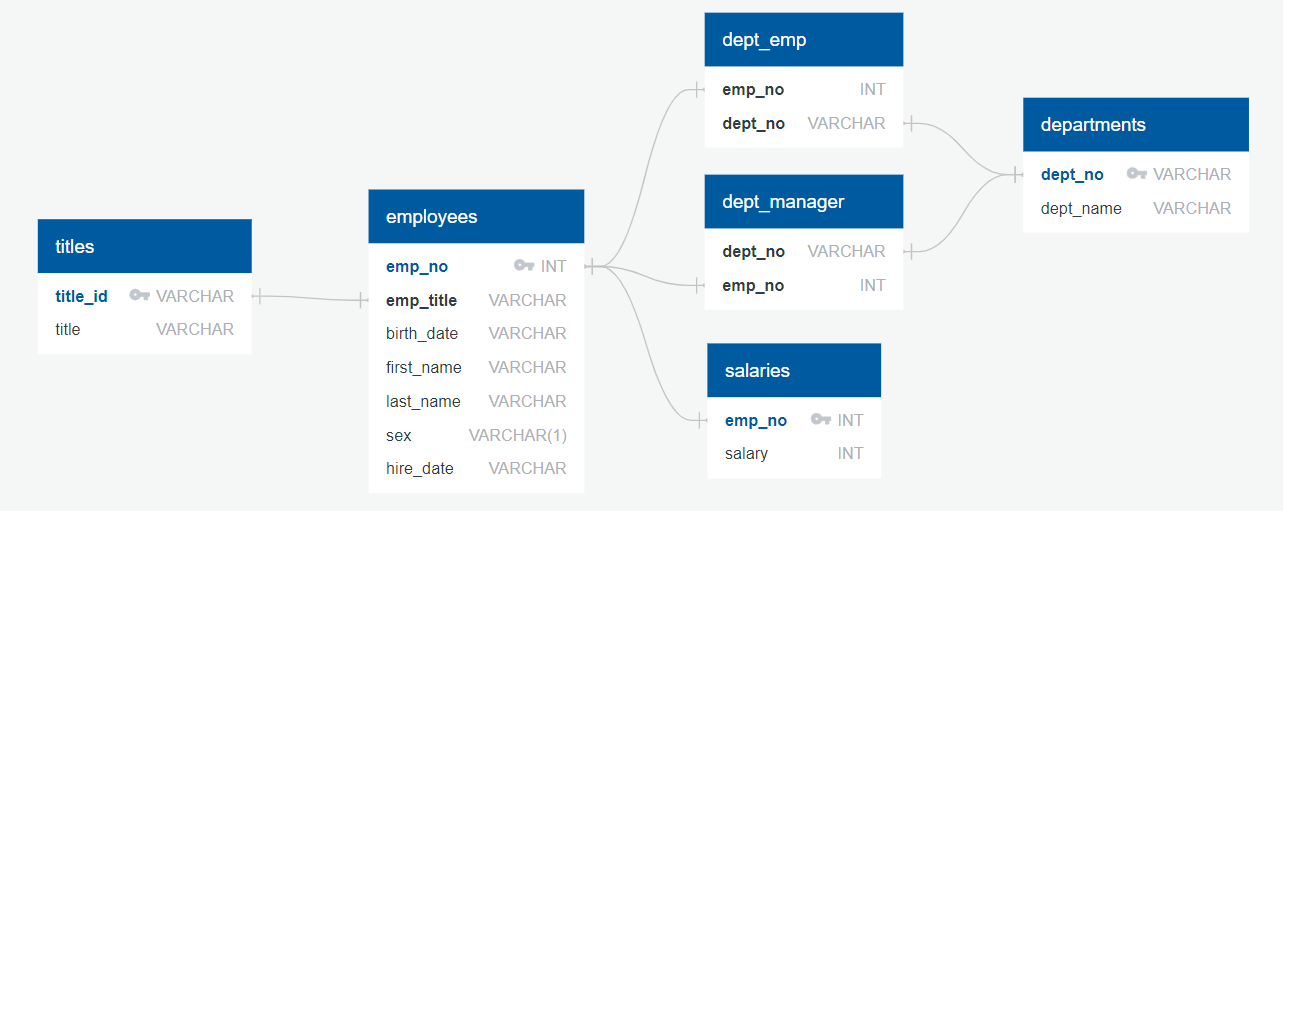 titles
title_id VARCHAR
title VARCHAR
employees
emp_no INT
emp_title VARCHAR
birth_date VARCHAR
first_name VARCHAR
last_name VARCHAR
sex VARCHAR(1)
hire_date VARCHAR
dept_emp
emp_no INT
dept_no VARCHAR
dept_manager
dept_no VARCHAR
emp_no INT
salaries
emp_no INT
salary INT
departments
dept_no VARCHAR
dept_name VARCHAR